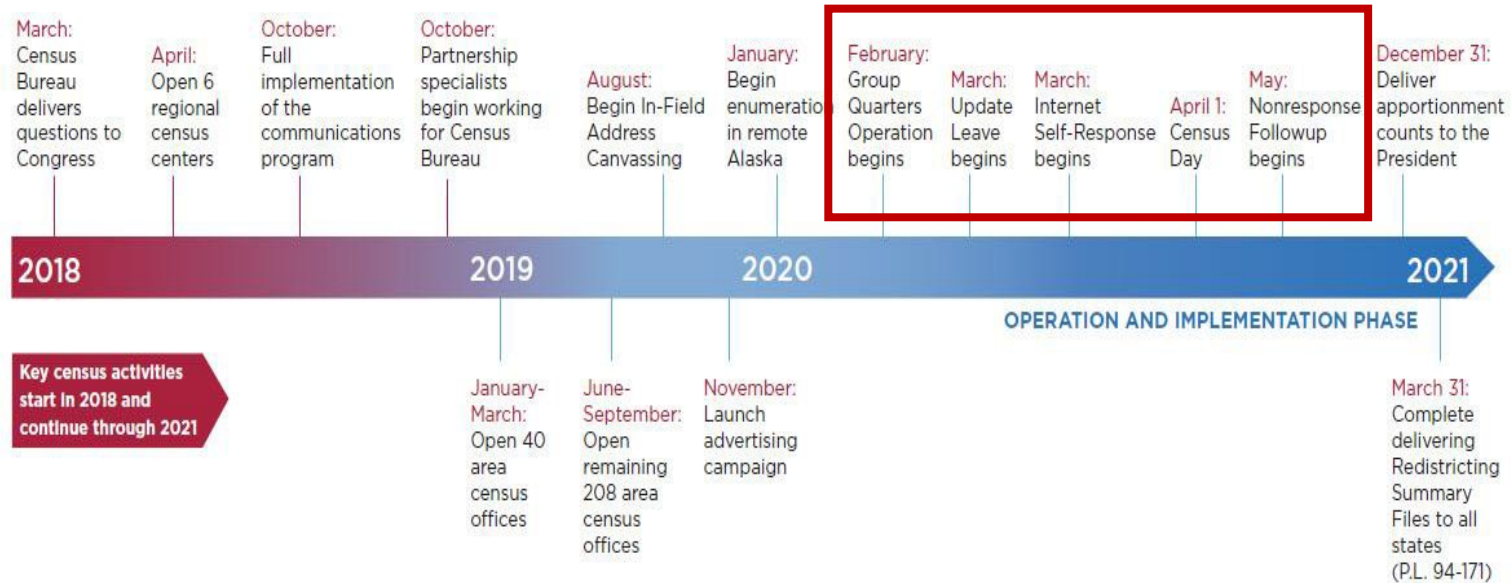 March:
Census
Bureau
delivers
questions to
Congress
April:
Open 6
regional
census
centers
October:
Full
implementation
of the
communications
program
October:
Partnership
specialists
begin working
for Census
Bureau
August:
Begin In-Field
Address
Canvassing
January:
Begin
enumeration
in remote
Alaska
February:
Group
Quarters
Operation
begins
March:
Update
Leave
begins
March:
Internet
Self-Response
begins
April 1:
Census
Day
May:
Nonresponse
Followup
begins
December 31:
Deliver
apportionment
counts to the
President
2018
2019
2020
2021
OPERATION AND IMPLEMENTATION PHASE
Key census activities
start in 2018 and
continue through 2021
January-
March:
Open 40
area
census
offices
June-
September:
Open
remaining
208 area
census
offices
November:
Launch
advertising
campaign
March 31:
Complete
delivering
Redistricting
Summary
Files to all
states
(P.L. 94-171)